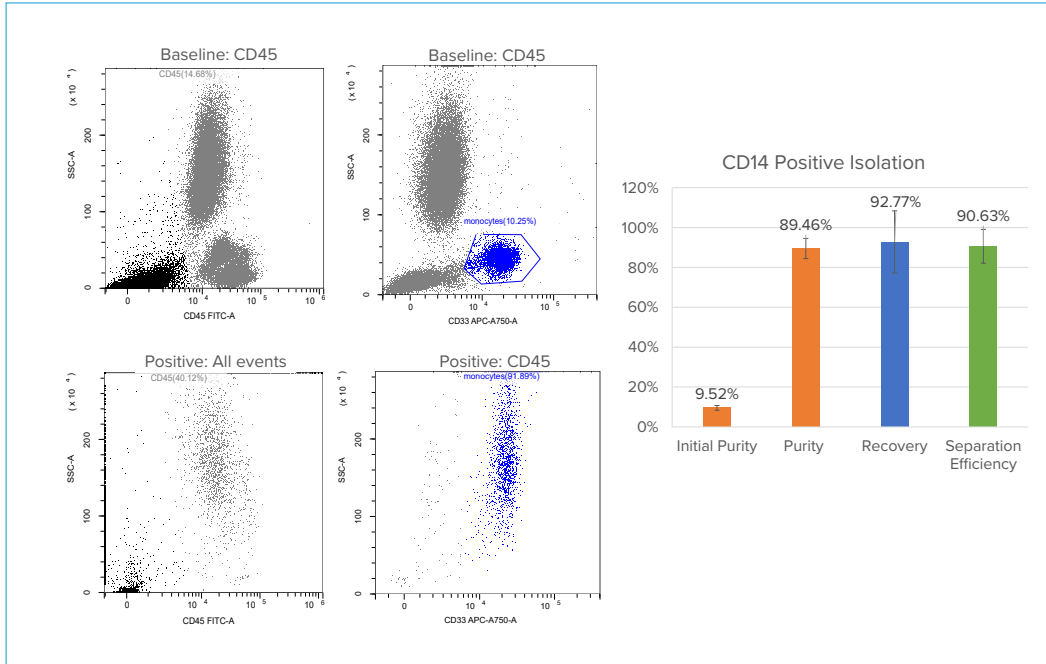 Baseline: CD45
CD45(14.68%)
(x 10 ⁴)
SSC-A
200
100
0
0
10 ⁴
10 ⁵
10 ⁶
CD45 FITC-A
Baseline: CD45
(x 10 ⁴)
SSC-A
200
100
0
monocytes(10.25%)
0
10 ⁴
10 ⁵
CD33 APC-A750-A
Positive: All events
CD45(40.12%)
(x 10 ⁴)
SSC-A
200
100
0
0
10 ⁴
10 ⁵
10 ⁶
CD45 FITC-A
Positive: CD45
monocytes(91.89%)
(x 10 ⁴)
SSC-A
200
100
0
0
10 ⁴
10 ⁵
CD33 APC-A750-A
CD14 Positive Isolation
120%
100%
80%
60%
40%
20%
0%
9.52%
89.46%
92.77%
90.63%
Initial Purity
Purity
Recovery
Separation
Efficiency